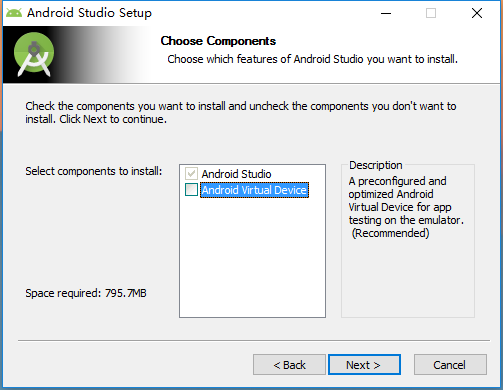 Android Studio Setup
Choose Components
Choose which features of Android Studio you want to install.
Check the components you want to install and uncheck the components you don't want to
install. Click Next to continue.
Select components to install:
Android Studio
Android Virtual Device
Description
A preconfigured and
optimized Android
Virtual Device for app
testing on the emulator.
(Recommended)
Space required: 795.7MB
< Back
Next >
Cancel